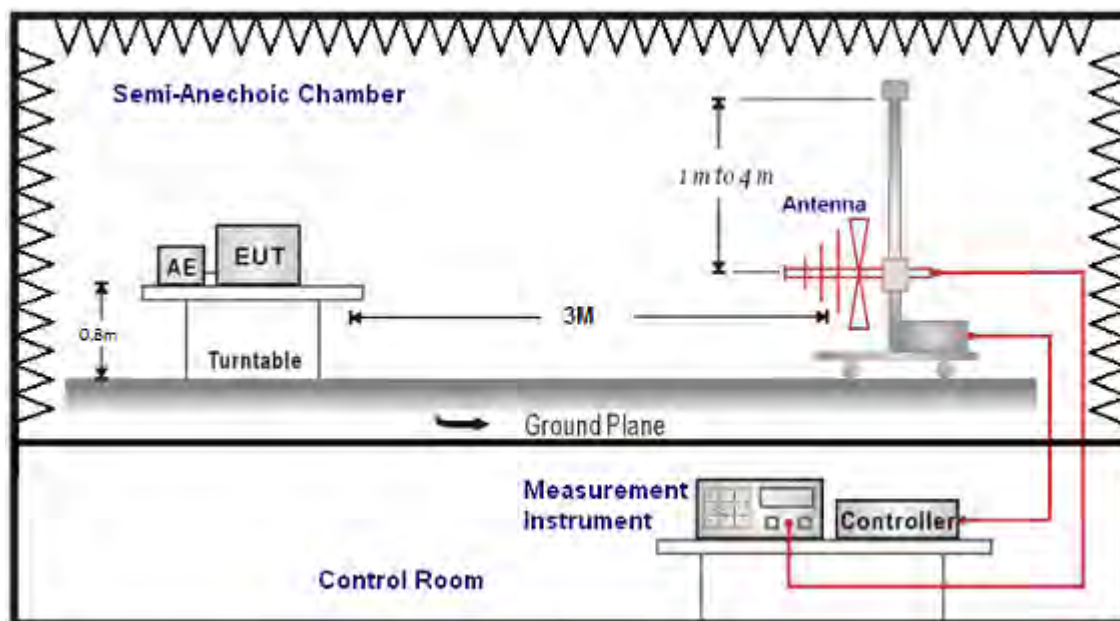 Semi-Anechoic Chamber
1 m to 4 m
Antenna
AE
EUT
0.8m
3M
Turntable
Ground Plane
Measurement
Instrument
Controller
Control Room